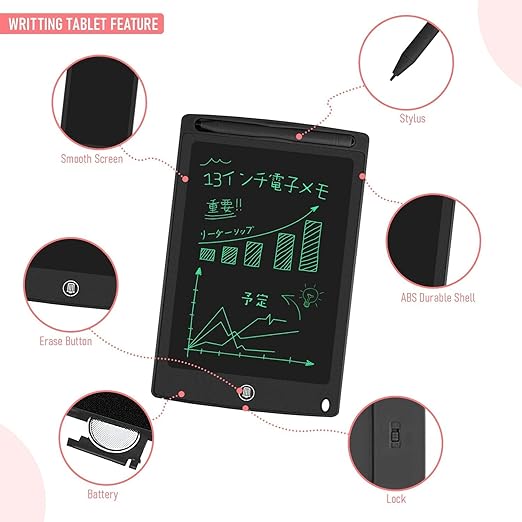 WRITTING TABLET FEATURE
Stylus
Smooth Screen
13インチ電子メモ
重要!!
リーダーソップ
予定
ABS Durable Shell
Erase Button
Battery
Lock